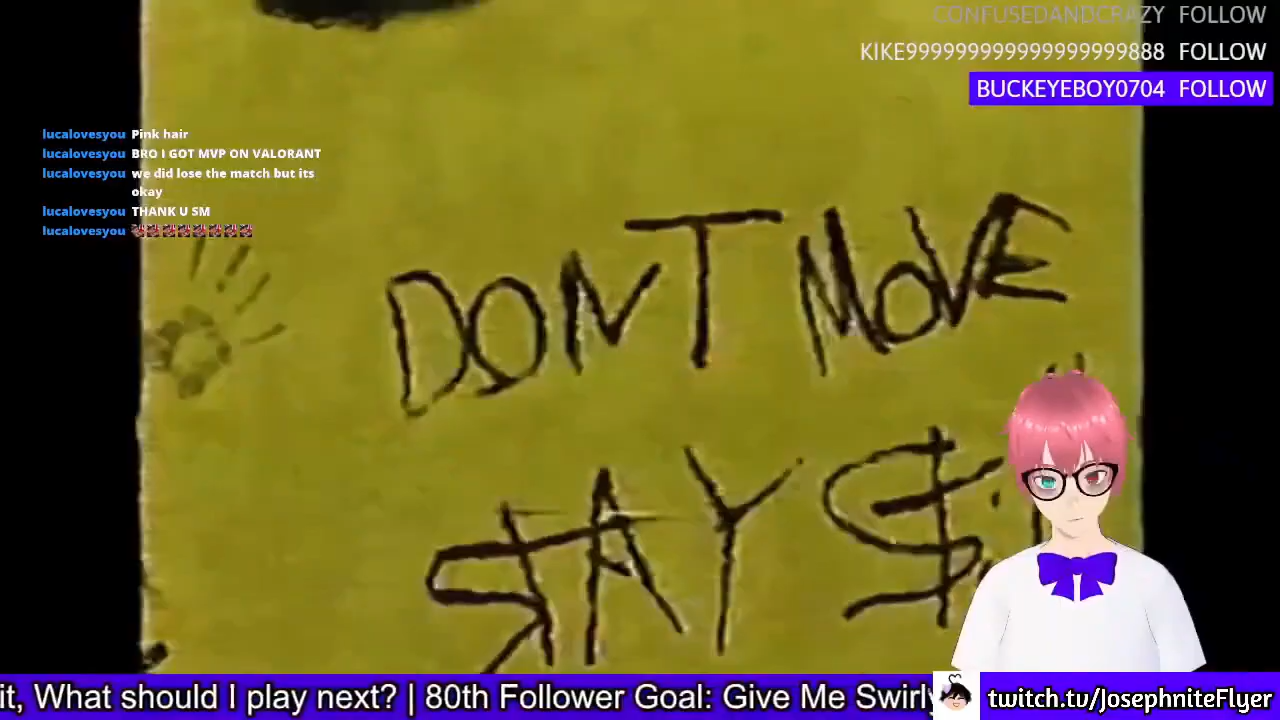 CONFUSEDANDCRAZY FOLLOW
KIKE999999999999999999888 FOLLOW
BUCKEYEBOY0704 FOLLOW
lucalovesyou Pink hair
lucalovesyou BRO I GOT MVP ON VALORANT
lucalovesyou we did lose the match but its
okay
lucalovesyou THANK U SM
lucalovesyou
DONT MOVE
STAY
it, What should I play next? | 80th Follower Goal: Give Me Swirly
twitch.tv/JosephniteFlyer